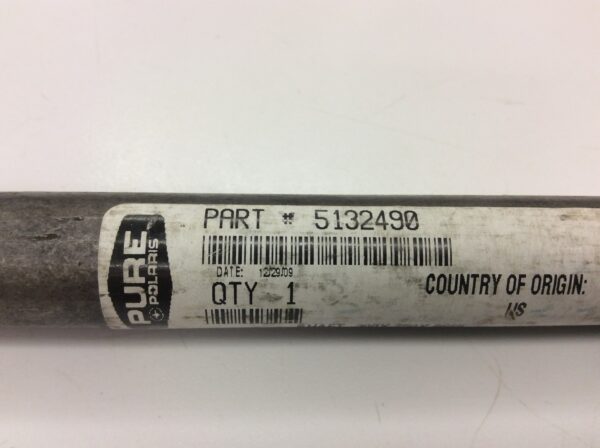 PURE
POLARIS
PART # 5132490
DATE: 12/29/09
QTY 1
COUNTRY OF ORIGIN:
US